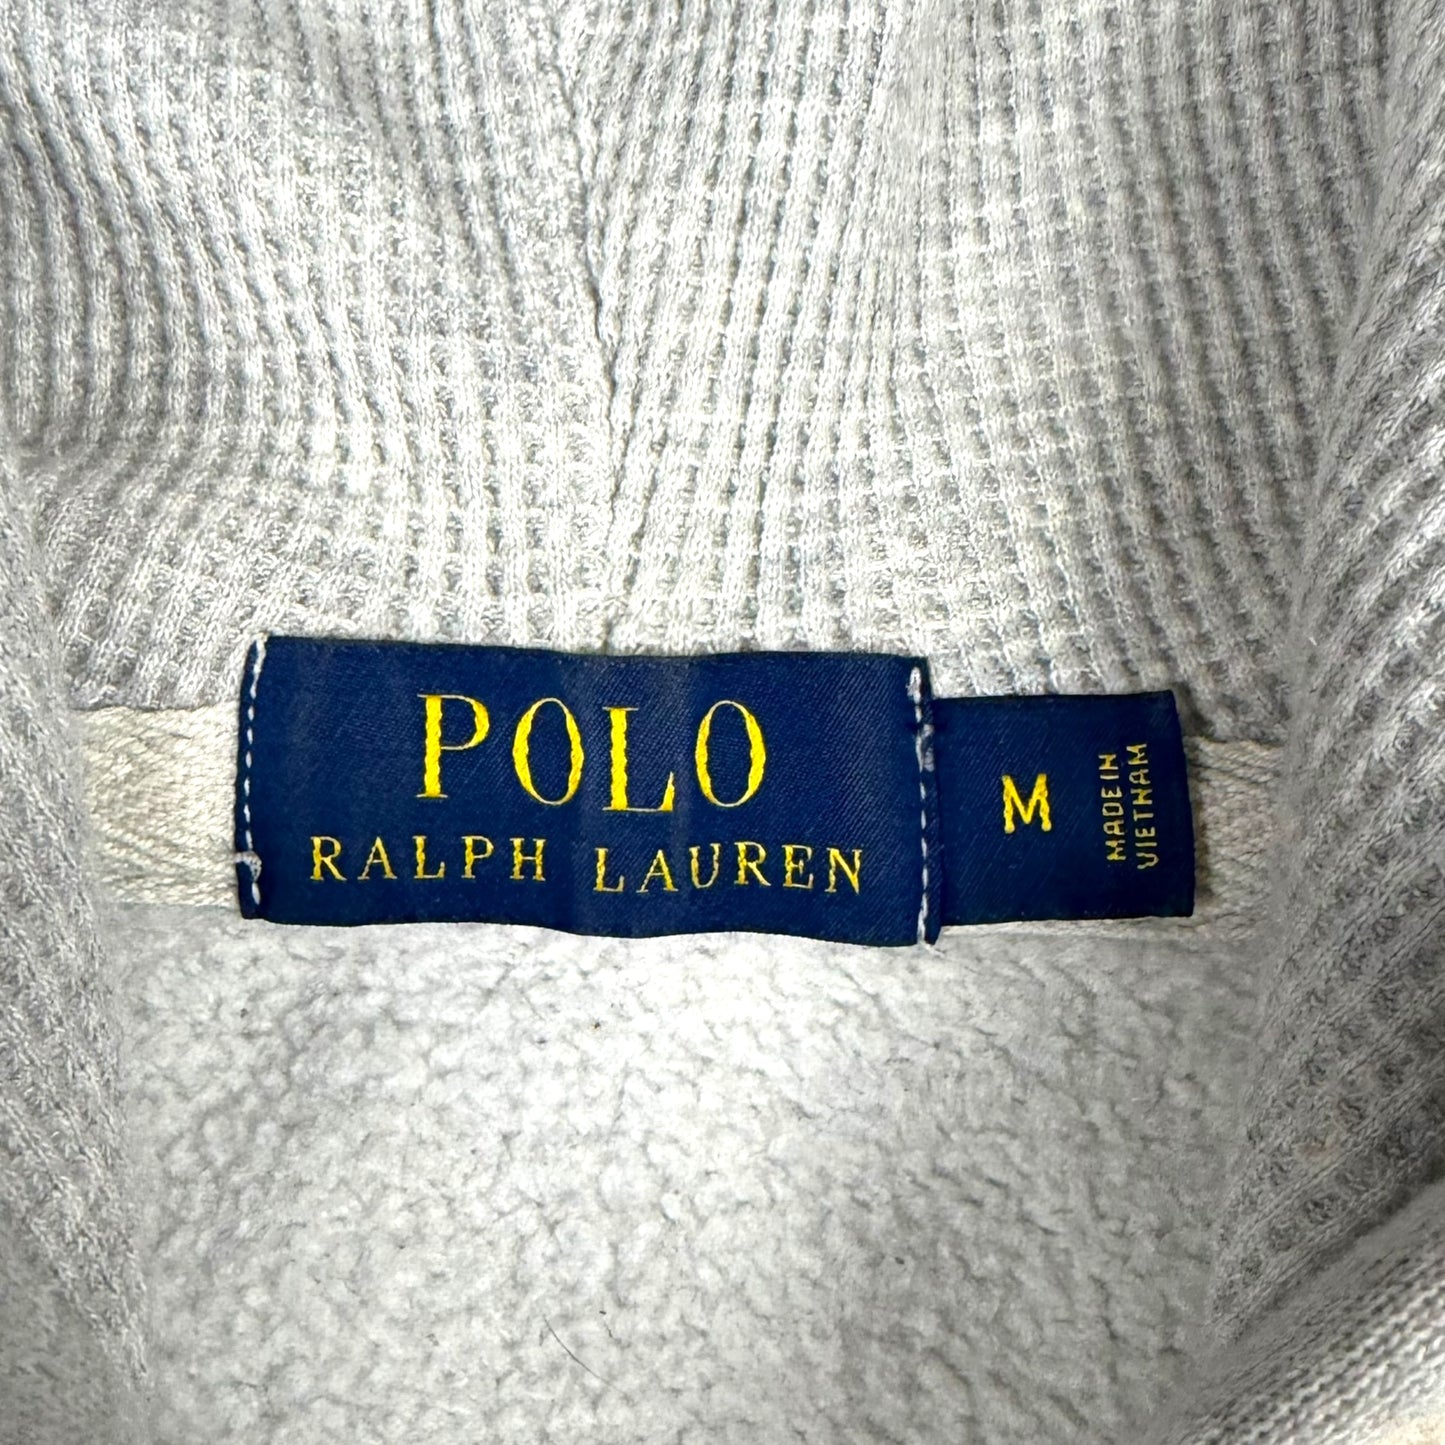 POLO
RALPH LAUREN
M
MADE IN
VIETNAM